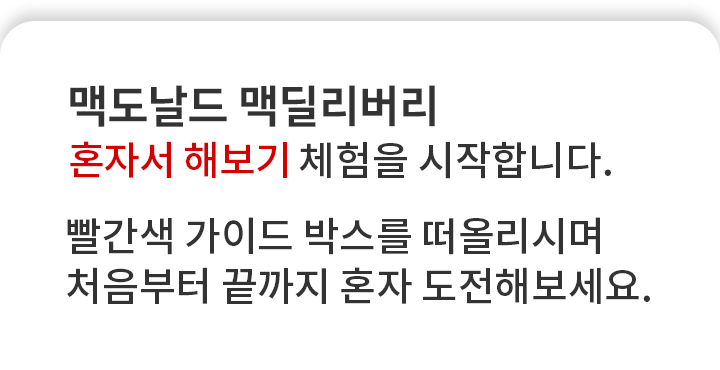 맥도날드 맥딜리버리
혼자서 해보기 체험을 시작합니다.
빨간색 가이드 박스를 떠올리시며
처음부터 끝까지 혼자 도전해보세요.